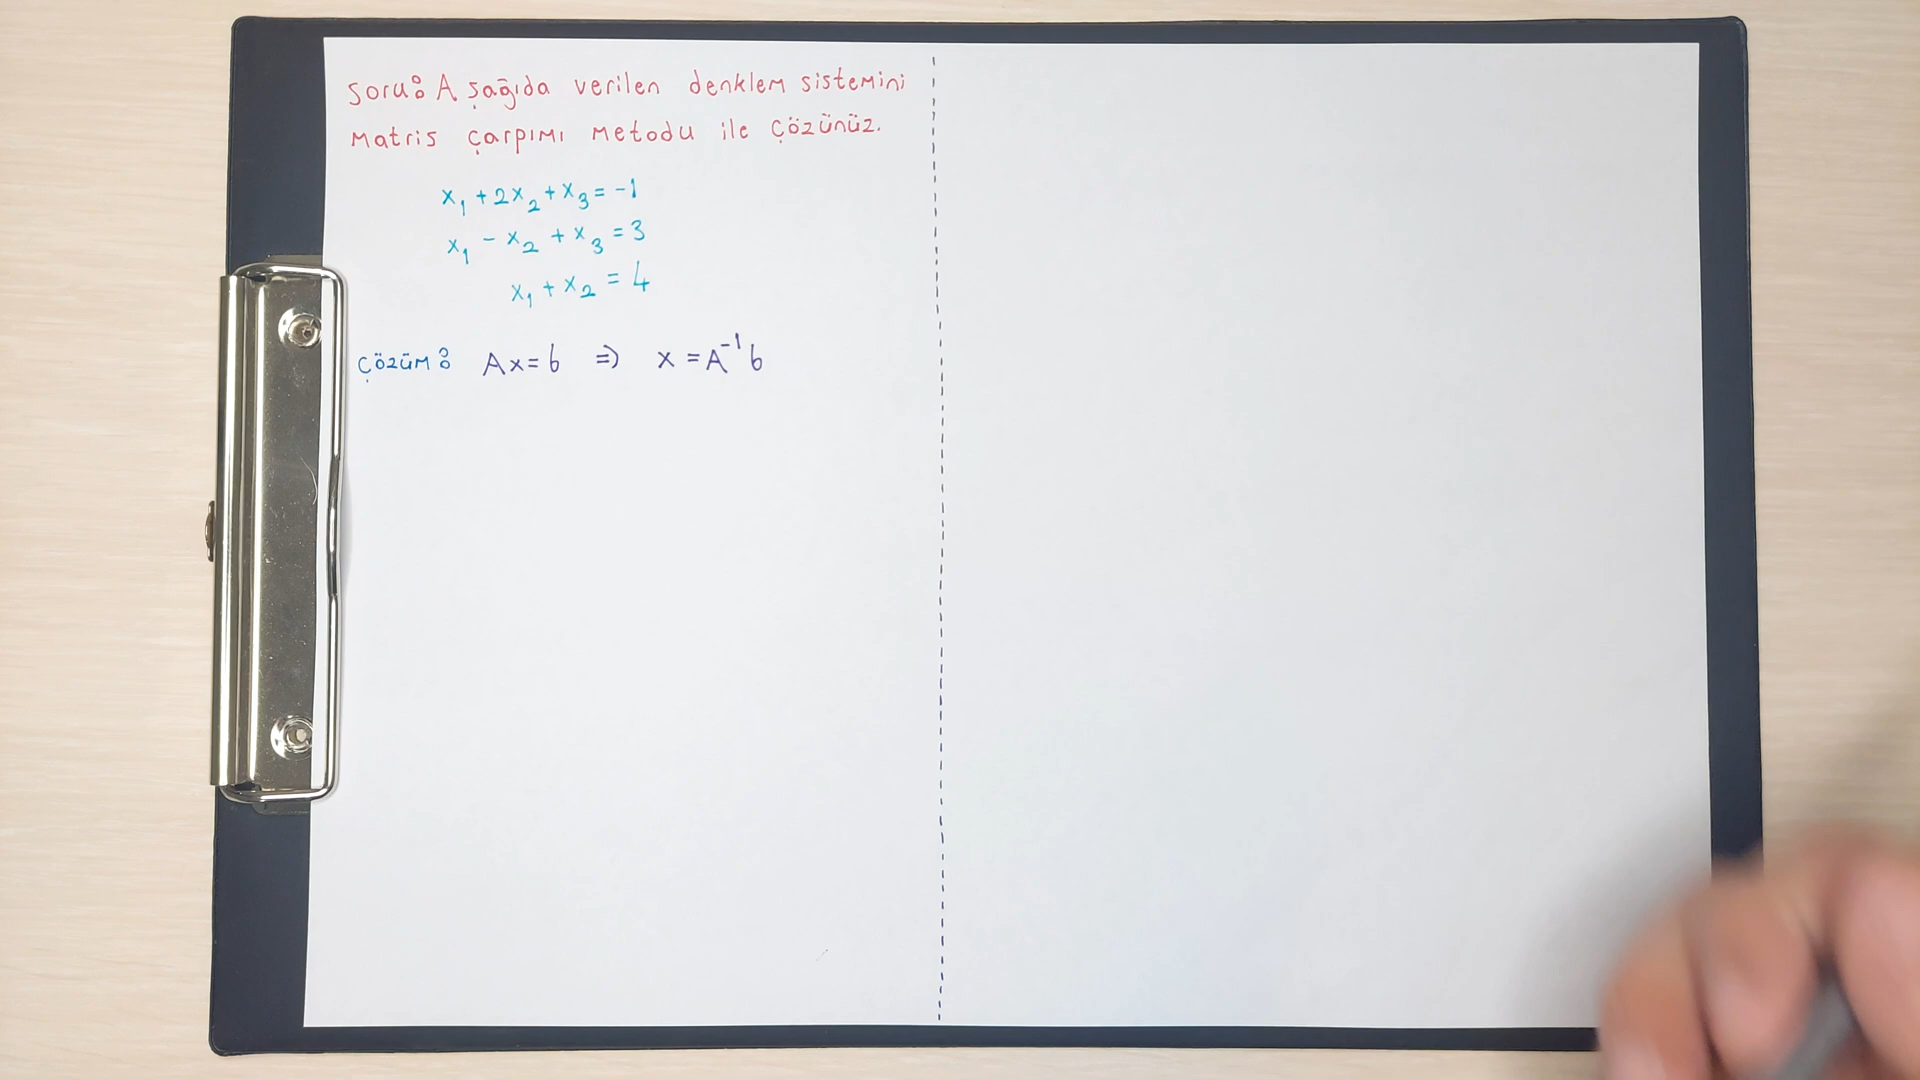 Soru: Aşağıda verilen denklem sistemini
matris çarpımı metodu ile çözünüz.
x₁ + 2x₂ + x₃ = -1
x₁ - x₂ + x₃ = 3
x₁ + x₂ = 4
Çözüm: Ax = b ⇒ x = A⁻¹b